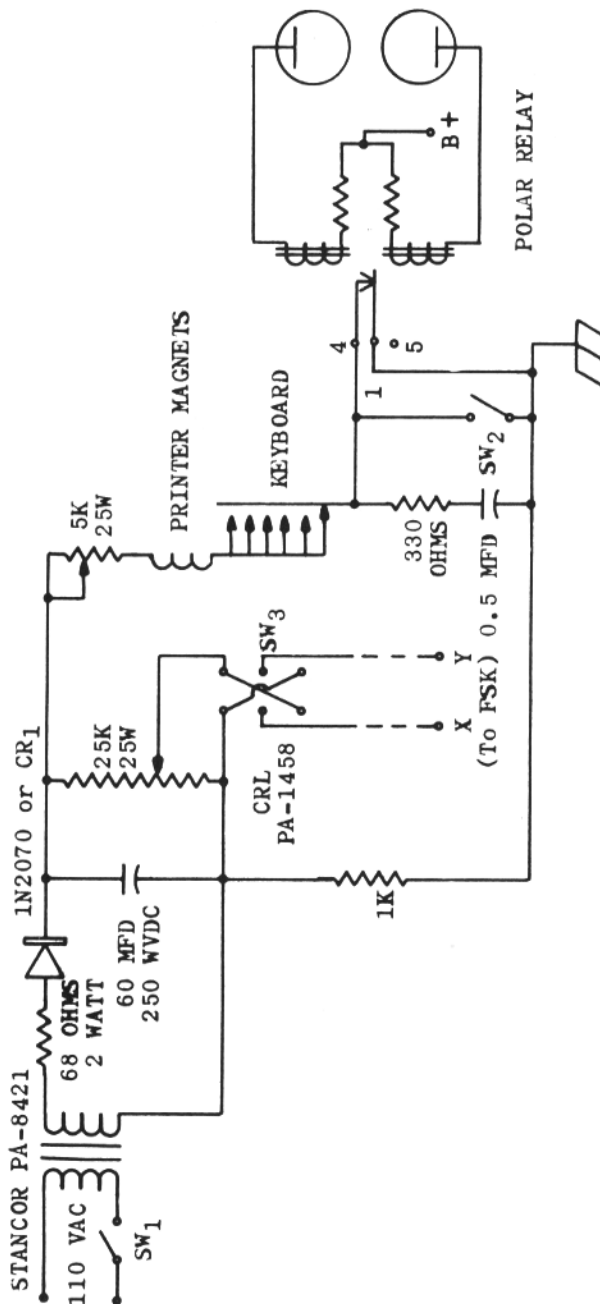 STANCOR PA-8421
110 VAC
SW1
68 OHMS
2 WATT
1N2070 or CR1
60 MFD
250 WVDC
25K
25W
CRL
PA-1458
SW3
1K
X
Y
(To FSK)
5K
25W
PRINTER MAGNETS
KEYBOARD
330
OHMS
0.5 MFD
SW2
4
1
5
B+
POLAR RELAY